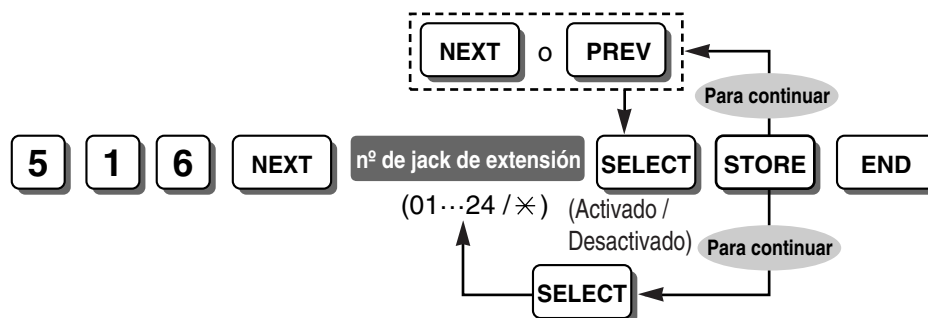 NEXT o PREV
Para continuar
5 1 6 NEXT nº de jack de extensión SELECT STORE END
(01···24 / ✳) (Activado /
Desactivado) Para continuar
SELECT